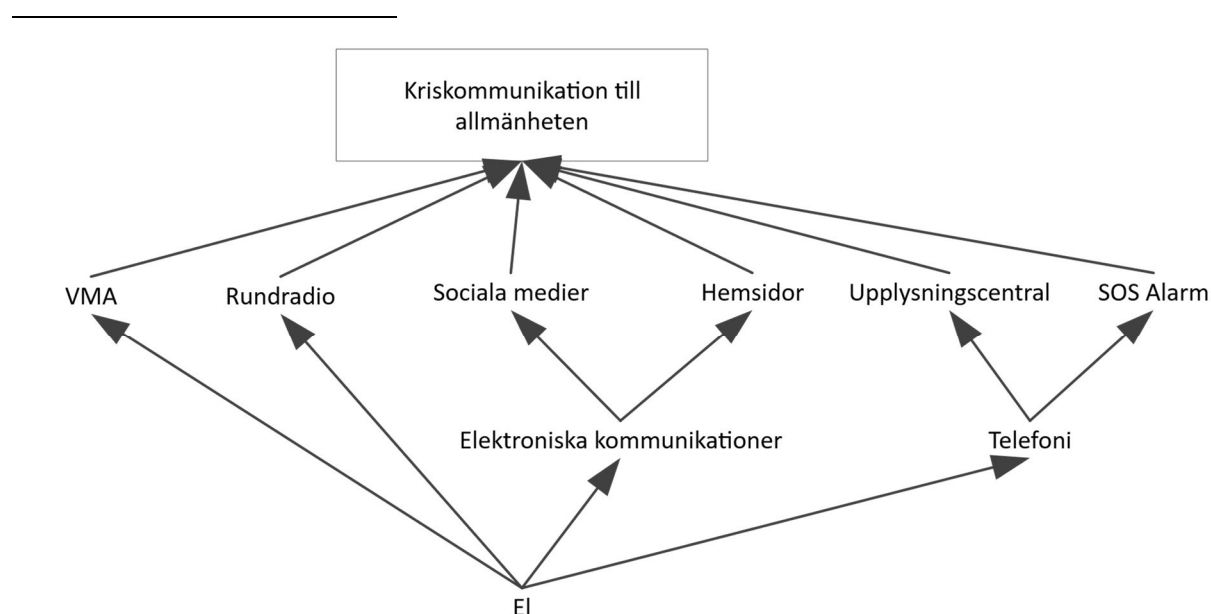 Kriskommunikation till
allmänheten
VMA
Rundradio
Sociala medier
Hemsidor
Upplysningscentral
SOS Alarm
Elektroniska kommunikationer
Telefoni
El